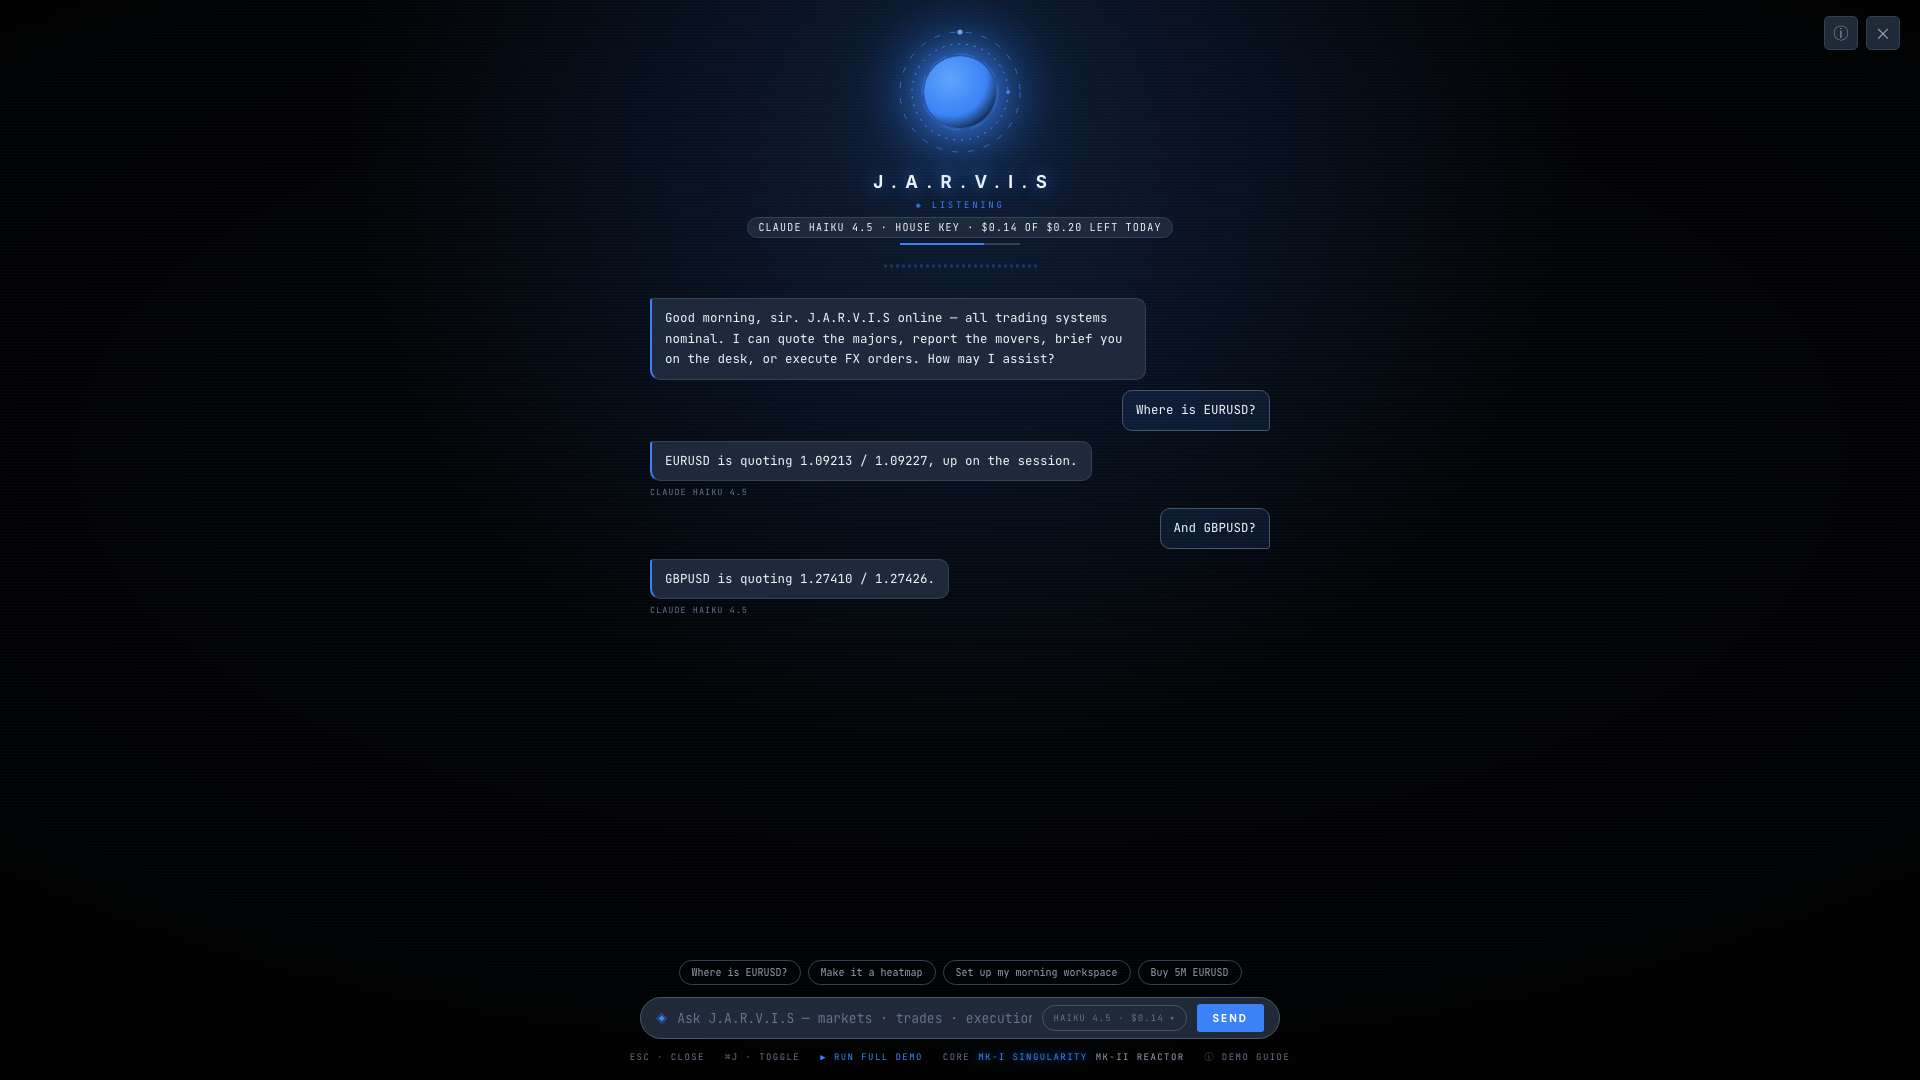 J.A.R.V.I.S
◈ LISTENING
CLAUDE HAIKU 4.5 · HOUSE KEY · $0.14 OF $0.20 LEFT TODAY
Good morning, sir. J.A.R.V.I.S online — all trading systems
nominal. I can quote the majors, report the movers, brief you
on the desk, or execute FX orders. How may I assist?
Where is EURUSD?
EURUSD is quoting 1.09213 / 1.09227, up on the session.
CLAUDE HAIKU 4.5
And GBPUSD?
GBPUSD is quoting 1.27410 / 1.27426.
CLAUDE HAIKU 4.5
Where is EURUSD? Make it a heatmap Set up my morning workspace Buy 5M EURUSD
◈ Ask J.A.R.V.I.S — markets · trades · execution HAIKU 4.5 · $0.14 ▾ SEND
ESC · CLOSE ⌘J · TOGGLE ▶ RUN FULL DEMO CORE MK-I SINGULARITY MK-II REACTOR ⓘ DEMO GUIDE